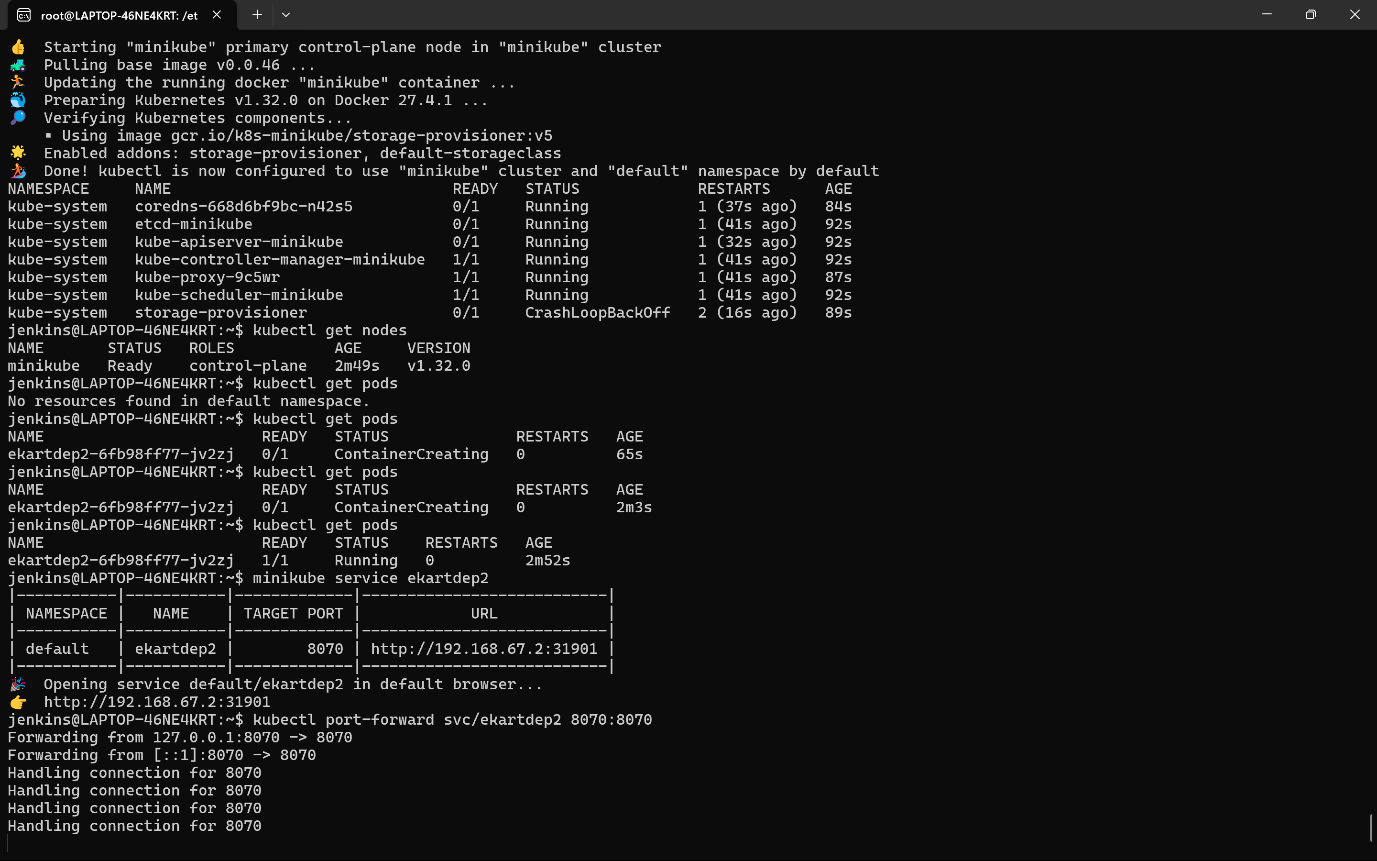 root@LAPTOP-46NE4KRT: /et
👍 Starting "minikube" primary control-plane node in "minikube" cluster
🚜 Pulling base image v0.0.46 ...
🏃 Updating the running docker "minikube" container ...
🐳 Preparing Kubernetes v1.32.0 on Docker 27.4.1 ...
🔎 Verifying Kubernetes components...
▪ Using image gcr.io/k8s-minikube/storage-provisioner:v5
🌟 Enabled addons: storage-provisioner, default-storageclass
🏄 Done! kubectl is now configured to use "minikube" cluster and "default" namespace by default
NAMESPACE     NAME                               READY   STATUS             RESTARTS      AGE
kube-system   coredns-668d6bf9bc-n42s5           0/1     Running            1 (37s ago)   84s
kube-system   etcd-minikube                      0/1     Running            1 (41s ago)   92s
kube-system   kube-apiserver-minikube            0/1     Running            1 (32s ago)   92s
kube-system   kube-controller-manager-minikube   1/1     Running            1 (41s ago)   92s
kube-system   kube-proxy-9c5wr                   1/1     Running            1 (41s ago)   87s
kube-system   kube-scheduler-minikube            1/1     Running            1 (41s ago)   92s
kube-system   storage-provisioner                0/1     CrashLoopBackOff   2 (16s ago)   89s
jenkins@LAPTOP-46NE4KRT:~$ kubectl get nodes
NAME       STATUS   ROLES           AGE     VERSION
minikube   Ready    control-plane   2m49s   v1.32.0
jenkins@LAPTOP-46NE4KRT:~$ kubectl get pods
No resources found in default namespace.
jenkins@LAPTOP-46NE4KRT:~$ kubectl get pods
NAME                        READY   STATUS              RESTARTS   AGE
ekartdep2-6fb98ff77-jv2zj   0/1     ContainerCreating   0          65s
jenkins@LAPTOP-46NE4KRT:~$ kubectl get pods
NAME                        READY   STATUS              RESTARTS   AGE
ekartdep2-6fb98ff77-jv2zj   0/1     ContainerCreating   0          2m3s
jenkins@LAPTOP-46NE4KRT:~$ kubectl get pods
NAME                        READY   STATUS    RESTARTS   AGE
ekartdep2-6fb98ff77-jv2zj   1/1     Running   0          2m52s
jenkins@LAPTOP-46NE4KRT:~$ minikube service ekartdep2
|-----------|-----------|-------------|---------------------------|
| NAMESPACE |   NAME    | TARGET PORT |            URL            |
|-----------|-----------|-------------|---------------------------|
| default   | ekartdep2 |        8070 | http://192.168.67.2:31901 |
|-----------|-----------|-------------|---------------------------|
🎉 Opening service default/ekartdep2 in default browser...
👉 http://192.168.67.2:31901
jenkins@LAPTOP-46NE4KRT:~$ kubectl port-forward svc/ekartdep2 8070:8070
Forwarding from 127.0.0.1:8070 -> 8070
Forwarding from [::1]:8070 -> 8070
Handling connection for 8070
Handling connection for 8070
Handling connection for 8070
Handling connection for 8070